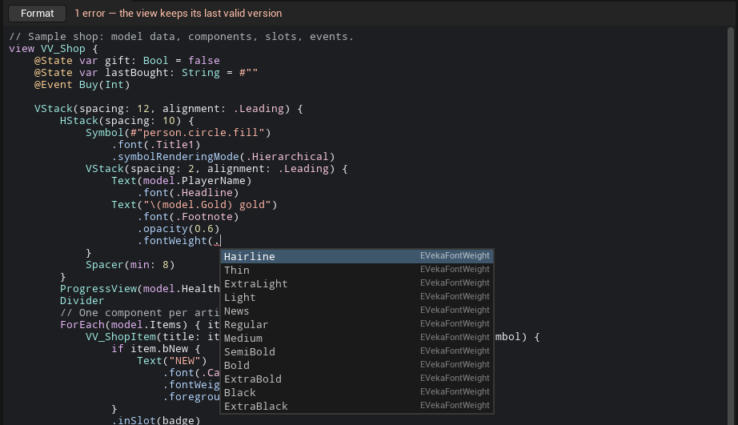 Format 1 error — the view keeps its last valid version
// Sample shop: model data, components, slots, events.
view VV_Shop {
    @State var gift: Bool = false
    @State var lastBought: String = #""
    @Event Buy(Int)

    VStack(spacing: 12, alignment: .Leading) {
        HStack(spacing: 10) {
            Symbol(#"person.circle.fill")
                .font(.Title1)
                .symbolRenderingMode(.Hierarchical)
            VStack(spacing: 2, alignment: .Leading) {
                Text(model.PlayerName)
                    .font(.Headline)
                Text("\(model.Gold) gold")
                    .font(.Footnote)
                    .opacity(0.6)
                    .fontWeight(.
            }
            Spacer(min: 8)
        }
        ProgressView(model.Health
        Divider
        // One component per arti
        ForEach(model.Items) { it
            VV_ShopItem(title: it mbol) {
                if item.bNew {
                    Text("NEW")
                        .font(.Ca
                        .fontWeig
                        .foregrou
                }
                .inSlot(badge)
Hairline EVekaFontWeight
Thin EVekaFontWeight
ExtraLight EVekaFontWeight
Light EVekaFontWeight
News EVekaFontWeight
Regular EVekaFontWeight
Medium EVekaFontWeight
SemiBold EVekaFontWeight
Bold EVekaFontWeight
ExtraBold EVekaFontWeight
Black EVekaFontWeight
ExtraBlack EVekaFontWeight